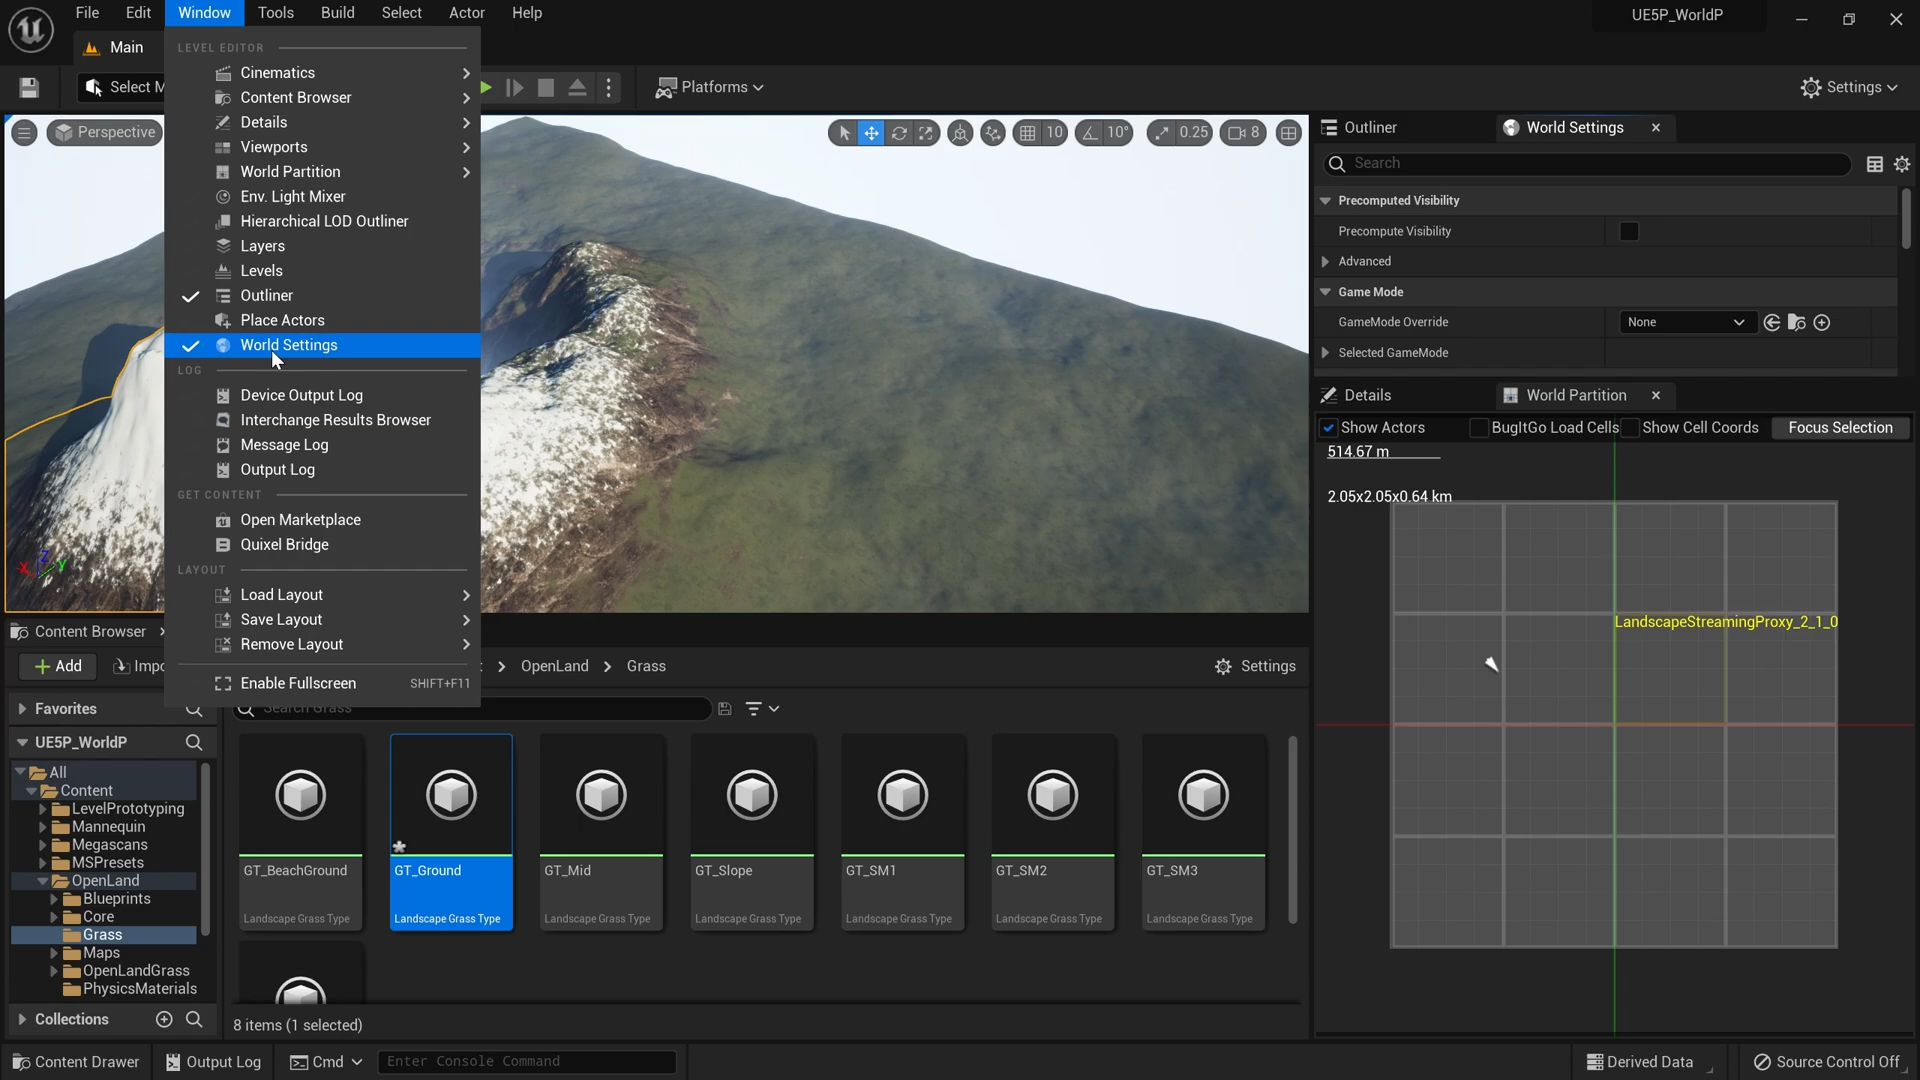 File Edit Window Tools Build Select Actor Help
UE5P_WorldP
Main
LEVEL EDITOR
Cinematics
Content Browser
Details
Viewports
World Partition
Env. Light Mixer
Hierarchical LOD Outliner
Layers
Levels
Outliner
Place Actors
World Settings
LOG
Device Output Log
Interchange Results Browser
Message Log
Output Log
GET CONTENT
Open Marketplace
Quixel Bridge
LAYOUT
Load Layout
Save Layout
Remove Layout
Enable Fullscreen SHIFT+F11
Select M
Platforms
Settings
Perspective
10 10° 0.25 8
X Z Y
Outliner
World Settings
Search
Precomputed Visibility
Precompute Visibility
Advanced
Game Mode
GameMode Override None
Selected GameMode
Details
World Partition
Show Actors BugItGo Load Cells Show Cell Coords Focus Selection
514.67 m
2.05x2.05x0.64 km
LandscapeStreamingProxy_2_1_0
Content Browser
Add Impo
OpenLand Grass
Settings
Favorites
Search Grass
UE5P_WorldP
All
Content
LevelPrototyping
Mannequin
Megascans
MSPresets
OpenLand
Blueprints
Core
Grass
Maps
OpenLandGrass
PhysicsMaterials
Collections
GT_BeachGround
Landscape Grass Type
GT_Ground
Landscape Grass Type
GT_Mid
Landscape Grass Type
GT_Slope
Landscape Grass Type
GT_SM1
Landscape Grass Type
GT_SM2
Landscape Grass Type
GT_SM3
Landscape Grass Type
8 items (1 selected)
Content Drawer Output Log Cmd Enter Console Command
Derived Data Source Control Off